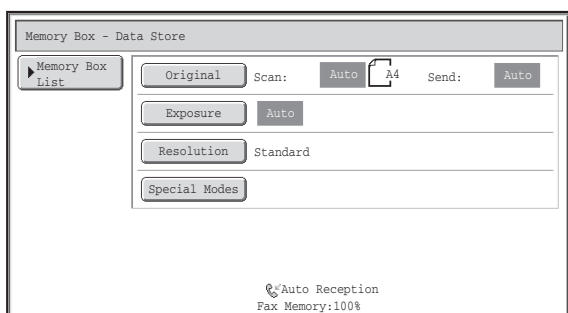 Memory Box - Data Store
Memory Box
List
Original Scan: Auto A4 Send: Auto
Exposure Auto
Resolution Standard
Special Modes
Auto Reception
Fax Memory:100%